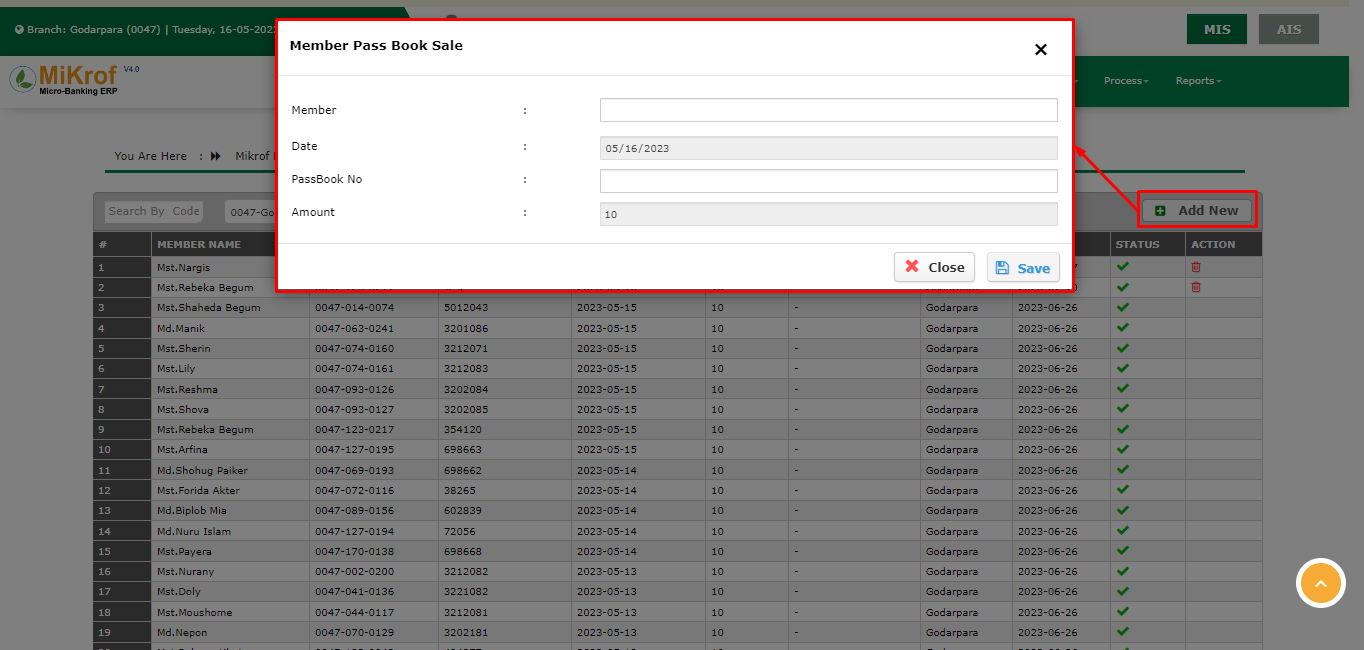 Branch: Godarpara (0047) | Tuesday, 16-05-202
MIS AIS
MiKrof V4.0
Micro-Banking ERP
Process Reports
Member Pass Book Sale
Member :
Date : 05/16/2023
PassBook No :
Amount : 10
Close Save
You Are Here : Mikrof
Search By Code 0047-Go Add New
# MEMBER NAME STATUS ACTION
1 Mst.Nargis
2 Mst.Rebeka Begum
3 Mst.Shaheda Begum 0047-014-0074 5012043 2023-05-15 10 - Godarpara 2023-06-26
4 Md.Manik 0047-063-0241 3201086 2023-05-15 10 - Godarpara 2023-06-26
5 Mst.Sherin 0047-074-0160 3212071 2023-05-15 10 - Godarpara 2023-06-26
6 Mst.Lily 0047-074-0161 3212083 2023-05-15 10 - Godarpara 2023-06-26
7 Mst.Reshma 0047-093-0126 3202084 2023-05-15 10 - Godarpara 2023-06-26
8 Mst.Shova 0047-093-0127 3202085 2023-05-15 10 - Godarpara 2023-06-26
9 Mst.Rebeka Begum 0047-123-0217 354120 2023-05-15 10 - Godarpara 2023-06-26
10 Mst.Arfina 0047-127-0195 698663 2023-05-15 10 - Godarpara 2023-06-26
11 Md.Shohug Paiker 0047-069-0193 698662 2023-05-14 10 - Godarpara 2023-06-26
12 Mst.Forida Akter 0047-072-0116 38265 2023-05-14 10 - Godarpara 2023-06-26
13 Md.Biplob Mia 0047-089-0156 602839 2023-05-14 10 - Godarpara 2023-06-26
14 Md.Nuru Islam 0047-127-0194 72056 2023-05-14 10 - Godarpara 2023-06-26
15 Mst.Payera 0047-170-0138 698668 2023-05-14 10 - Godarpara 2023-06-26
16 Mst.Nurany 0047-002-0200 3212082 2023-05-13 10 - Godarpara 2023-06-26
17 Mst.Doly 0047-041-0136 3221082 2023-05-13 10 - Godarpara 2023-06-26
18 Mst.Moushome 0047-044-0117 3212081 2023-05-13 10 - Godarpara 2023-06-26
19 Md.Nepon 0047-070-0129 3202181 2023-05-13 10 - Godarpara 2023-06-26